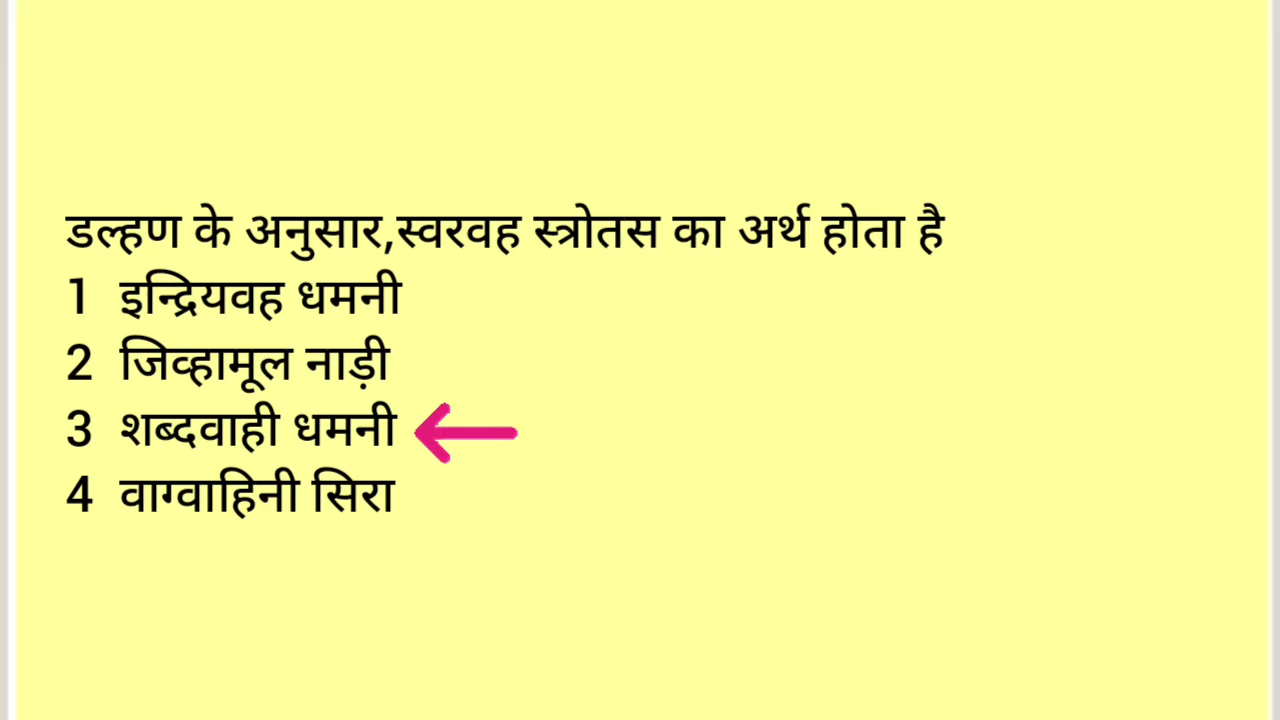 डल्हण के अनुसार,स्वरवह स्त्रोतस का अर्थ होता है
1 इन्द्रियवह धमनी
2 जिव्हामूल नाड़ी
3 शब्दवाही धमनी
4 वाग्वाहिनी सिरा